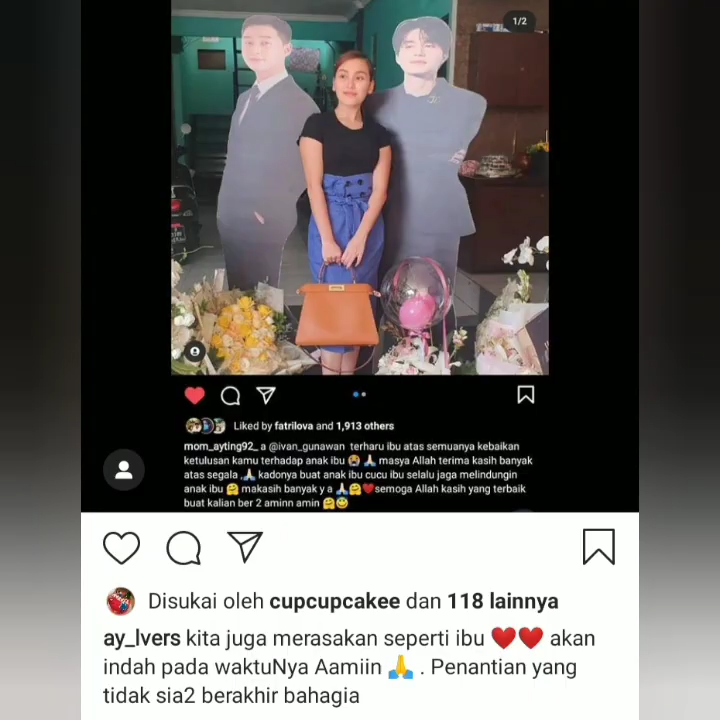 1/2
Liked by fatrilova and 1,913 others
mom_ayting92_ a @ivan_gunawan terharu ibu atas semuanya kebaikan
ketulusan kamu terhadap anak ibu 😭 🙏 masya Allah terima kasih banyak
atas segala ,🙏 kadonya buat anak ibu cucu ibu selalu jaga melindungin
anak ibu 🤗 makasih banyak y a 🙏🤗❤️semoga Allah kasih yang terbaik
buat kalian ber 2 aminn amin 🤗😇
Disukai oleh cupcupcakee dan 118 lainnya
ay_lvers kita juga merasakan seperti ibu ❤️❤️ akan
indah pada waktuNya Aamiin 🙏 . Penantian yang
tidak sia2 berakhir bahagia